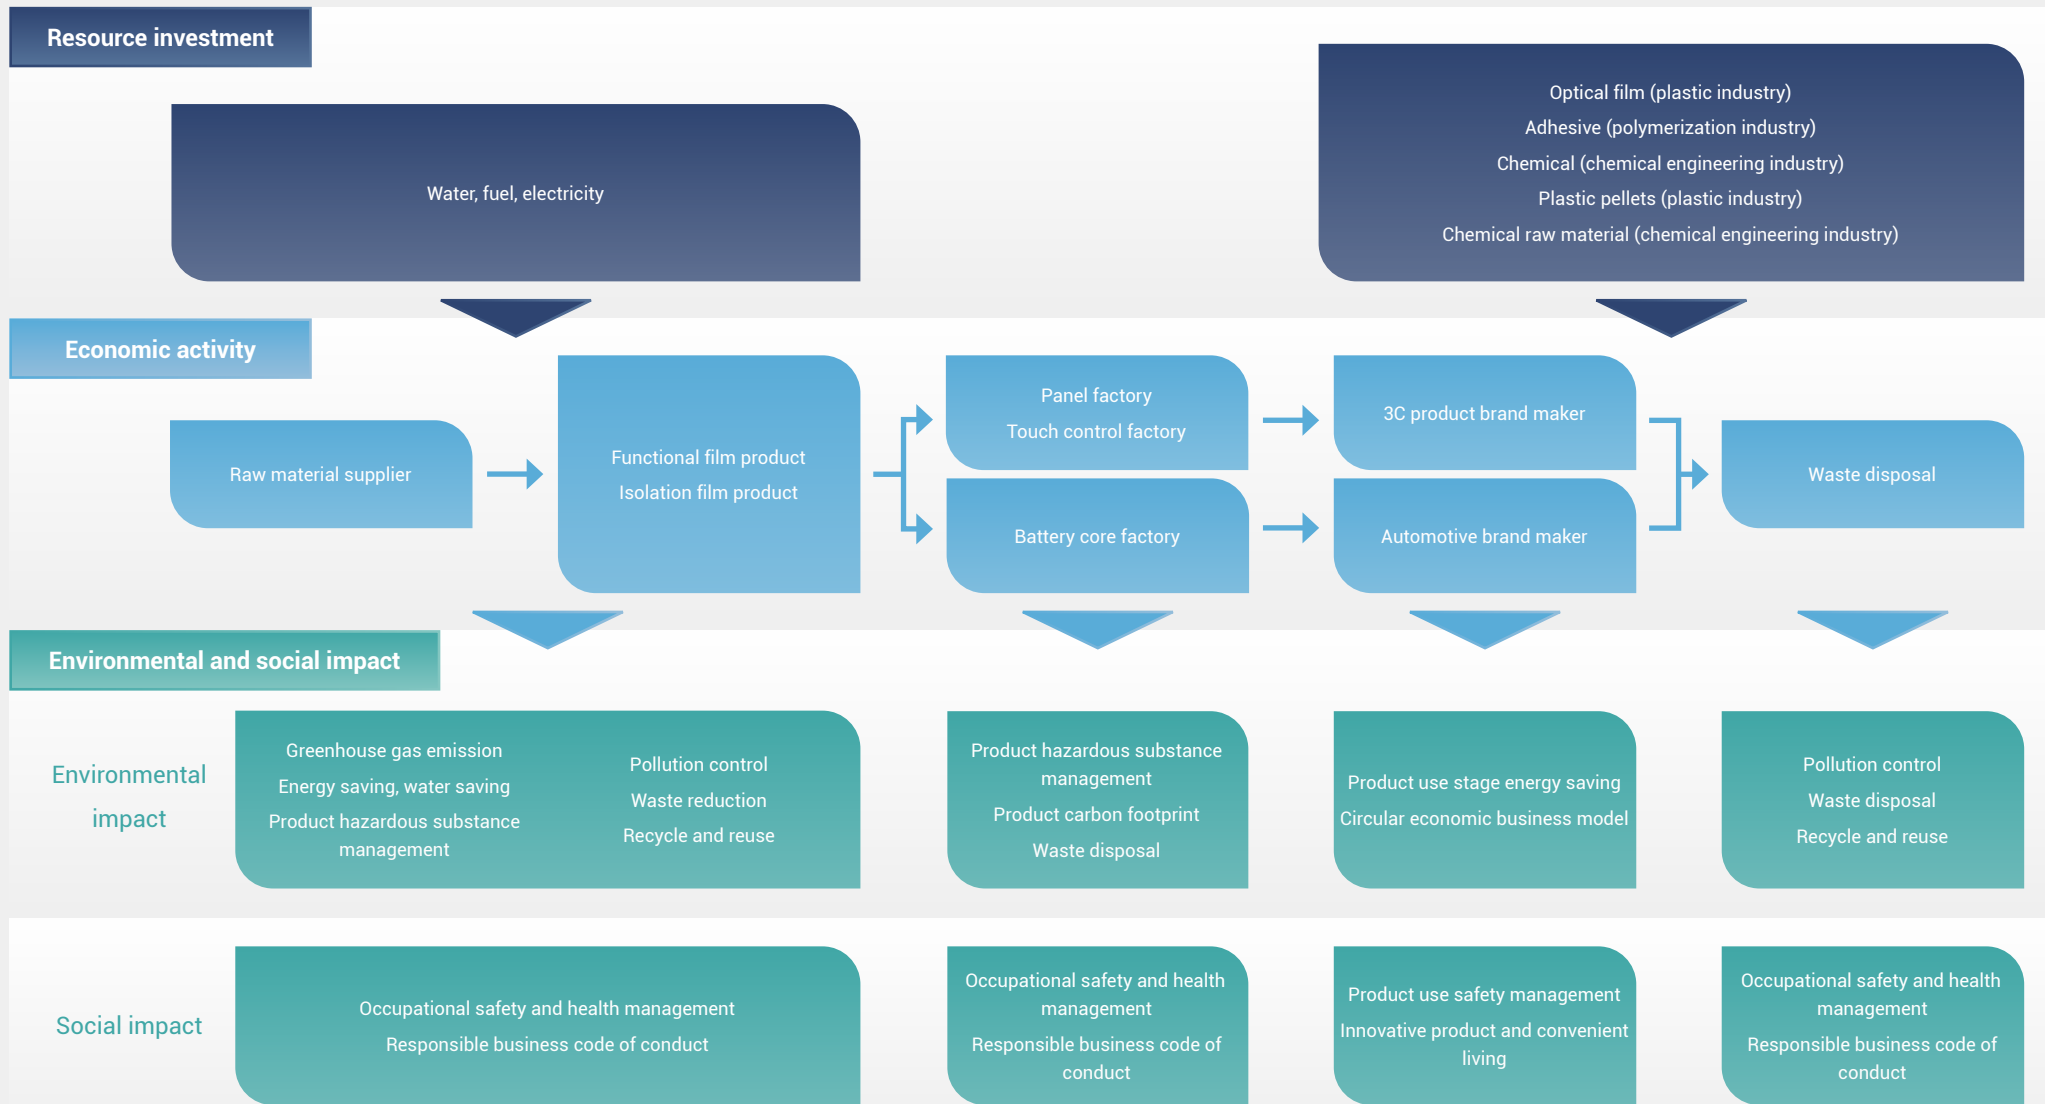 Resource investment
Water, fuel, electricity
Optical film (plastic industry)
Adhesive (polymerization industry)
Chemical (chemical engineering industry)
Plastic pellets (plastic industry)
Chemical raw material (chemical engineering industry)
Economic activity
Raw material supplier
Functional film product
Isolation film product
Panel factory
Touch control factory
Battery core factory
3C product brand maker
Automotive brand maker
Waste disposal
Environmental and social impact
Environmental
impact
Greenhouse gas emission
Energy saving, water saving
Product hazardous substance
management
Pollution control
Waste reduction
Recycle and reuse
Product hazardous substance
management
Product carbon footprint
Waste disposal
Product use stage energy saving
Circular economic business model
Pollution control
Waste disposal
Recycle and reuse
Social impact
Occupational safety and health management
Responsible business code of conduct
Occupational safety and health
management
Responsible business code of
conduct
Product use safety management
Innovative product and convenient
living
Occupational safety and health
management
Responsible business code of
conduct